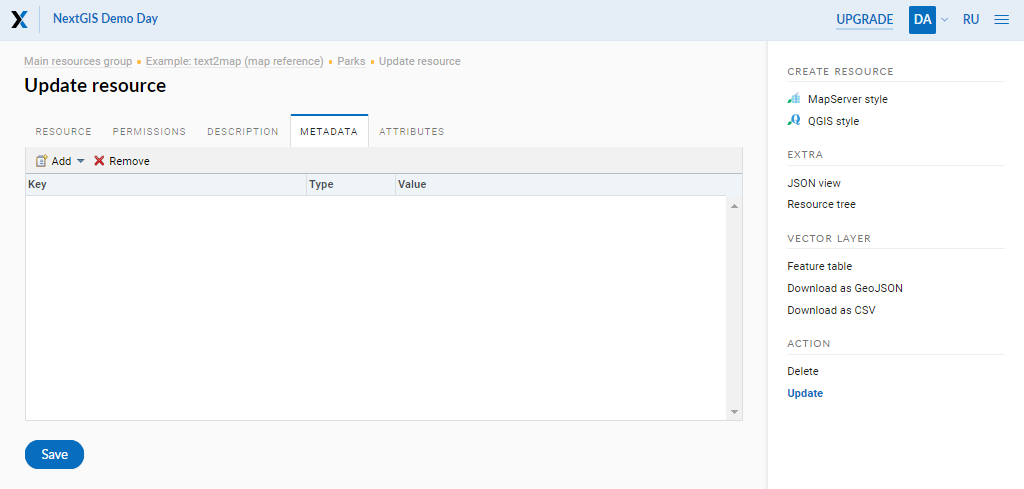 NextGIS Demo Day
UPGRADE DA RU
Main resources group Example: text2map (map reference) Parks Update resource
Update resource
RESOURCE PERMISSIONS DESCRIPTION METADATA ATTRIBUTES
Add Remove
Key Type Value
Save
CREATE RESOURCE
MapServer style
QGIS style
EXTRA
JSON view
Resource tree
VECTOR LAYER
Feature table
Download as GeoJSON
Download as CSV
ACTION
Delete
Update